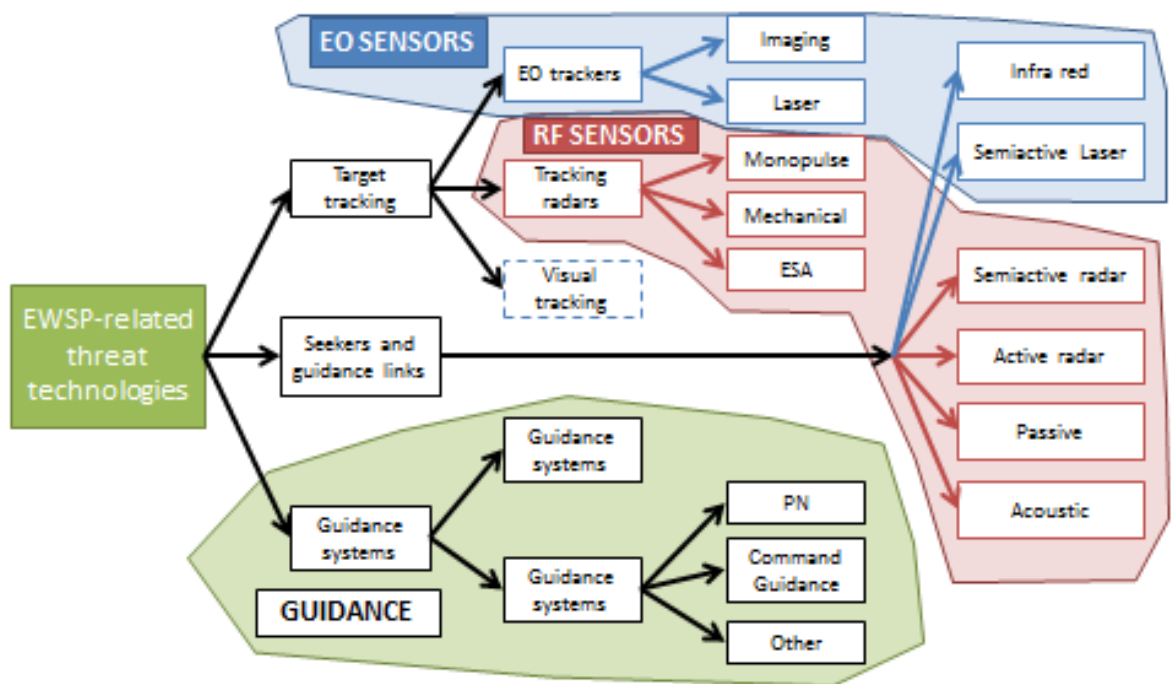 EO SENSORS
EO trackers
Imaging
Laser
Infra red
Semiactive Laser
RF SENSORS
Target
tracking
Tracking
radars
Monopulse
Mechanical
ESA
Visual
tracking
Semiactive radar
Active radar
Passive
Acoustic
EWSP-related
threat
technologies
Seekers and
guidance links
Guidance
systems
Guidance
systems
Guidance
systems
PN
Command
Guidance
Other
GUIDANCE